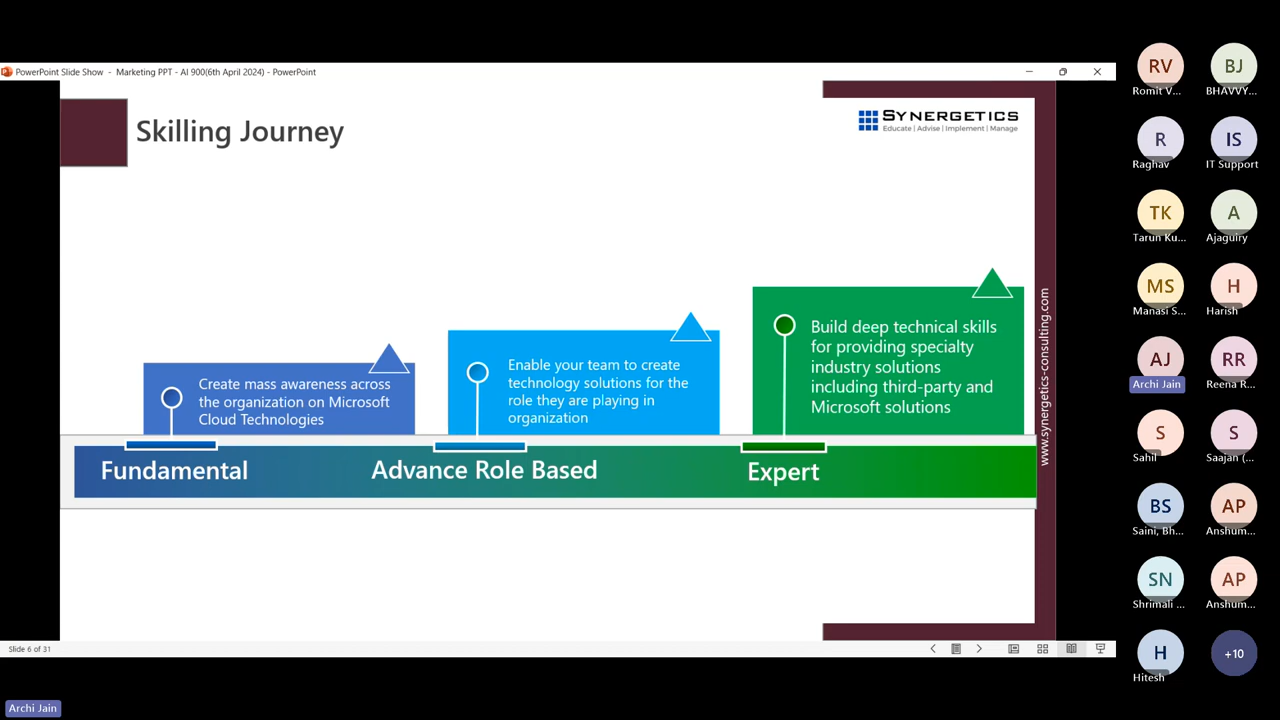 PowerPoint Slide Show - Marketing PPT - AI 900(6th April 2024) - PowerPoint
Skilling Journey
SYNERGETICS
Educate | Advise | Implement | Manage
Create mass awareness across
the organization on Microsoft
Cloud Technologies
Enable your team to create
technology solutions for the
role they are playing in
organization
Build deep technical skills
for providing specialty
industry solutions
including third-party and
Microsoft solutions
Fundamental
Advance Role Based
Expert
www.synergetics-consulting.com
Slide 6 of 31
RV
Romit V...
BJ
BHAVVY...
R
Raghav
IS
IT Support
TK
Tarun Ku...
A
Ajaguiry
MS
Manasi S...
H
Harish
AJ
Archi Jain
RR
Reena R...
S
Sahil
S
Saajan (...
BS
Saini, Bh...
AP
Anshum...
SN
Shrimali ...
AP
Anshum...
H
Hitesh
+10
Archi Jain